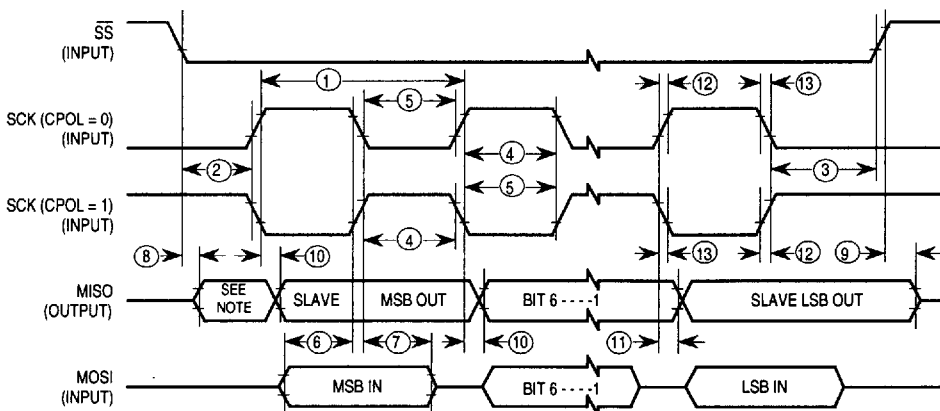 SS
(INPUT)
1
12
13
5
SCK (CPOL = 0)
(INPUT)
4
2
3
5
SCK (CPOL = 1)
(INPUT)
4
8
10
13
12
9
MISO
(OUTPUT)
SEE
NOTE
SLAVE
MSB OUT
BIT 6 - - - - -1
SLAVE LSB OUT
6
7
10
11
MOSI
(INPUT)
MSB IN
BIT 6 - - - - -1
LSB IN